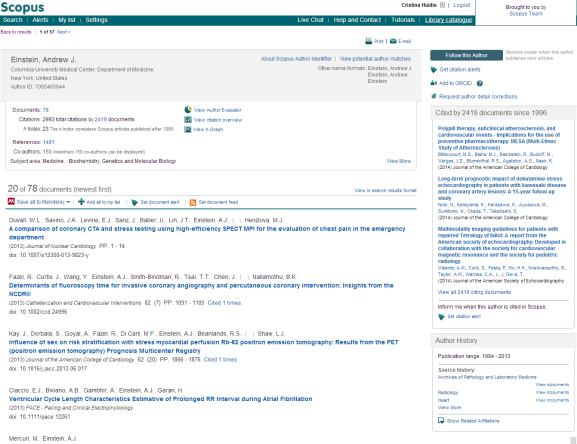 Scopus
Cristina Huidiu | Logout
Brought to you by
Scopus Team
Search | Alerts | My list | Settings
Live Chat | Help and Contact | Tutorials | Library catalogue
Back to results | 1 of 57 Next>
Print | E-mail
Einstein, Andrew J.
Columbia University Medical Center, Department of Medicine,
New York, United States
Author ID: 7005465644
About Scopus Author Identifier | View potential author matches
Other name formats: Einstein, Andrew J
Einstein, Andrew
Einstein
Documents: 78
Citations: 2993 total citations by 2419 documents
h Index: 23 The h Index considers Scopus articles published after 1995.
References: 1491
Co-authors: 150 (maximum 150 co-authors can be displayed)
Subject area: Medicine , Biochemistry, Genetics and Molecular Biology
View Author Evaluator
View citation overview
View h-Graph
View More
20 of 78 documents (newest first)
View in search results format
Save all to Mendeley | Add all to my list | Set document alert | Set document feed
Duvall, W.L., Savino, J.A., Levine, E.J., Sanz, J., Baber, U., Lin, J.T., Einstein, A.J., (...), Henzlova, M.J.
A comparison of coronary CTA and stress testing using high-efficiency SPECT MPI for the evaluation of chest pain in the emergency
department
(2013) Journal of Nuclear Cardiology PP. 1 - 14
doi: 10.1007/s12350-013-9823-y
Fazel, R., Curtis, J., Wang, Y., Einstein, A.J., Smith-Bindman, R., Tsai, T.T., Chen, J., (...), Nallamothu, B.K.
Determinants of fluoroscopy time for invasive coronary angiography and percutaneous coronary intervention: Insights from the
NCDR®
(2013) Catheterization and Cardiovascular Interventions 82 (7) PP. 1091 - 1105 Cited 1 times.
doi: 10.1002/ccd.24996
Kay, J., Dorbala, S., Goyal, A., Fazel, R., Di Carli, M.F., Einstein, A.J., Beanlands, R.S., (...), Shaw, L.J.
Influence of sex on risk stratification with stress myocardial perfusion Rb-82 positron emission tomography: Results from the PET
(positron emission tomography) Prognosis Multicenter Registry
(2013) Journal of the American College of Cardiology 62 (20) PP. 1866 - 1876 Cited 1 times.
doi: 10.1016/j.jacc.2013.06.017
Ciaccio, E.J., Biviano, A.B., Gambhir, A., Einstein, A.J., Garan, H.
Ventricular Cycle Length Characteristics Estimative of Prolonged RR Interval during Atrial Fibrillation
(2013) PACE - Pacing and Clinical Electrophysiology
doi: 10.1111/pace.12261
Mercuri, M., Einstein, A.J.
Follow this Author
Receive emails when this author
publishes new articles
Get citation alerts
Add to ORCID
Request author detail corrections
Cited by 2419 documents since 1996
Polypill therapy, subclinical atherosclerosis, and
cardiovascular events - Implications for the use of
preventive pharmacotherapy: MESA (Multi-Ethnic
Study of Atherosclerosis)
Bittencourt, M.S., Blaha, M.J., Blankstein, R., Budoff, M.,
Vargas, J.D., Blumenthal, R.S., Agatston, A.S., Nasir, K.
(2014) Journal of the American College of Cardiology
Long-term prognostic impact of dobutamine stress
echocardiography in patients with kawasaki disease
and coronary artery lesions: A 15-year follow-up
study
(2014) Journal of the American College of Cardiology
Multimodality imaging guidelines for patients with
repaired Tetralogy of fallot: A report from the
American society of echocardiography: Developed in
collaboration with the society for cardiovascular
magnetic resonance and the society for pediatric
radiology
Valente, A.M., Cook, S., Festa, P., Ko, H.H., Krishnamurthy, R.,
Taylor, A.M., Warnes, C.A., (...), Geva, T.
(2014) Journal of the American Society of Echocardiography
View all 2419 citing documents
Inform me when this author is cited in Scopus:
Set citation alert
Author History
Publication range: 1994 - 2013
Source history:
Archives of Pathology and Laboratory Medicine
View documents
Radiology View documents
Heart View documents
View More
Show Related Affiliations